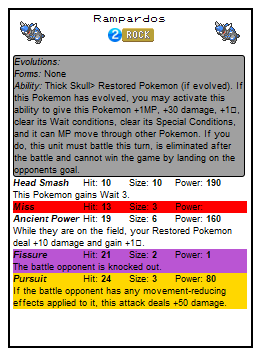 Rampardos
2 ROCK
Evolutions:
Forms: None
Ability: Thick Skull> Restored Pokemon (if evolved). If
this Pokemon has evolved, you may activate this
ability to give this Pokemon +1MP, +30 damage, +1□,
clear its Wait conditions, clear its Special Conditions,
and it can MP move through other Pokemon. If you
do, this unit must battle this turn, is eliminated after
the battle and cannot win the game by landing on the
opponents goal.
Head Smash Hit: 10 Size: 10 Power: 190
This Pokemon gains Wait 3.
Miss Hit: 13 Size: 3 Power:
Ancient Power Hit: 19 Size: 6 Power: 160
While they are on the field, your Restored Pokemon
deal +10 damage and gain +1□.
Fissure Hit: 21 Size: 2 Power: 1
The battle opponent is knocked out.
Pursuit Hit: 24 Size: 3 Power: 80
If the battle opponent has any movement-reducing
effects applied to it, this attack deals +50 damage.